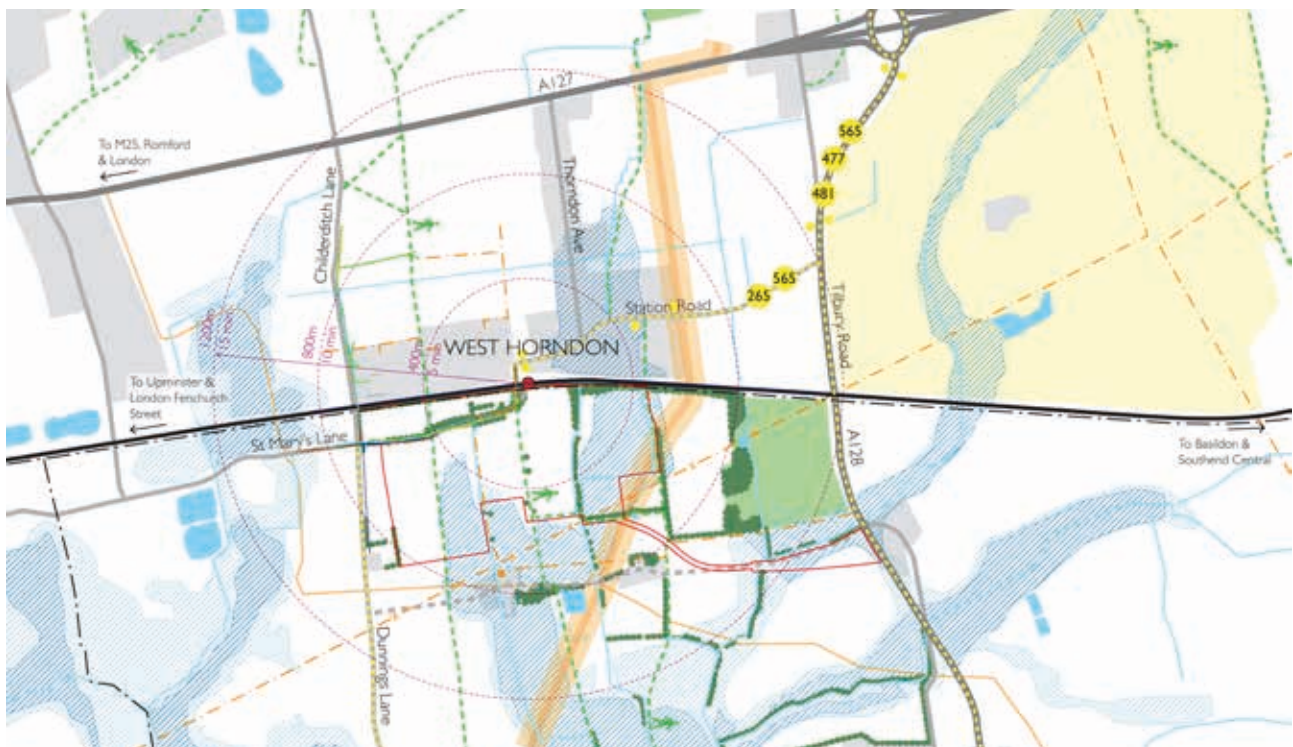 A127
To M25, Romford
& London
Childerditch Lane
Thorndon Ave
565
477
481
565
265
Station Road
Tilbury Road
1200m
15 min
800m
10 min
400m
5 min
WEST HORNDON
To Upminster &
London Fenchurch
Street
St Mary's Lane
A128
To Basildon &
Southend Central
Dunnings Lane